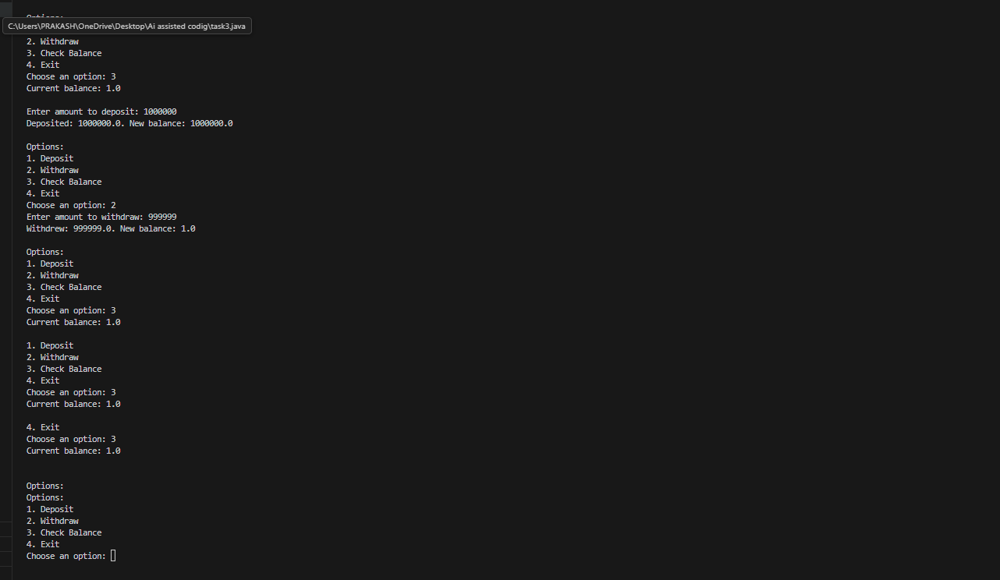 Options:
C:\Users\PRAKASH\OneDrive\Desktop\Ai assisted codig\task3.java
2. Withdraw
3. Check Balance
4. Exit
Choose an option: 3
Current balance: 1.0
Enter amount to deposit: 1000000
Deposited: 1000000.0. New balance: 1000000.0
Options:
1. Deposit
2. Withdraw
3. Check Balance
4. Exit
Choose an option: 2
Enter amount to withdraw: 999999
Withdrew: 999999.0. New balance: 1.0
Options:
1. Deposit
2. Withdraw
3. Check Balance
4. Exit
Choose an option: 3
Current balance: 1.0
1. Deposit
2. Withdraw
3. Check Balance
4. Exit
Choose an option: 3
Current balance: 1.0
4. Exit
Choose an option: 3
Current balance: 1.0
Options:
Options:
1. Deposit
2. Withdraw
3. Check Balance
4. Exit
Choose an option: